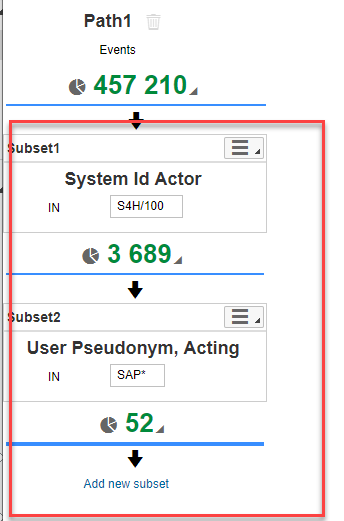 Path1
Events
457 210
Subset1
System Id Actor
IN S4H/100
3 689
Subset2
User Pseudonym, Acting
IN SAP*
52
Add new subset